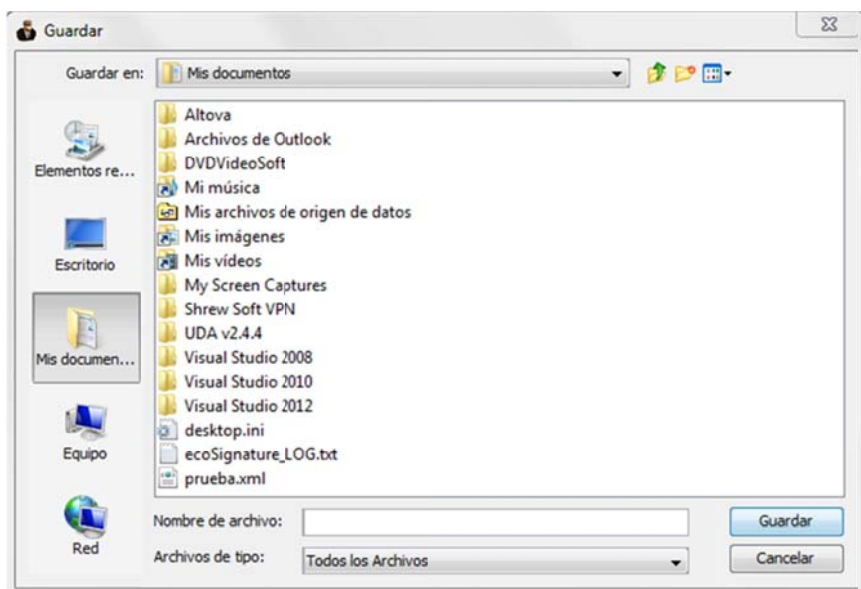 Guardar
Guardar en: Mis documentos
Elementos re...
Escritorio
Mis documen...
Equipo
Red
Altova
Archivos de Outlook
DVDVideoSoft
Mi música
Mis archivos de origen de datos
Mis imágenes
Mis vídeos
My Screen Captures
Shrew Soft VPN
UDA v2.4.4
Visual Studio 2008
Visual Studio 2010
Visual Studio 2012
desktop.ini
ecoSignature_LOG.txt
prueba.xml
Nombre de archivo: Guardar
Archivos de tipo: Todos los Archivos Cancelar